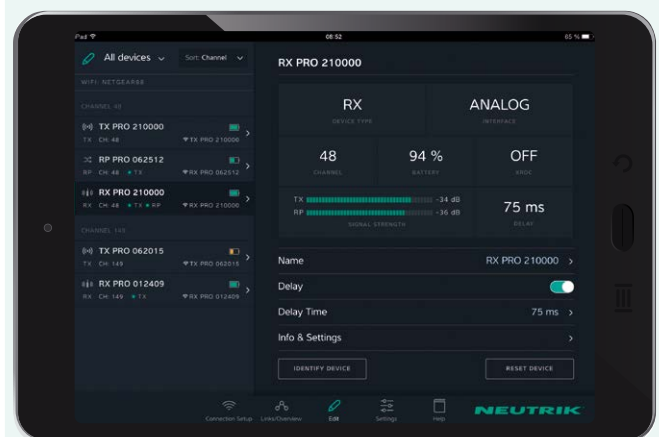 iPad 08:52 65 %
All devices Sort: Channel
WIFI: NETGEAR88
CHANNEL 48
TX PRO 210000
TX CH: 48 TX PRO 210000
RP PRO 062512
RP CH: 48 TX RX PRO 062512
RX PRO 210000
RX CH: 48 TX RP RX PRO 210000
CHANNEL 149
TX PRO 062015
TX CH: 149 TX PRO 062015
RX PRO 012409
RX CH: 149 TX RX PRO 012409
RX PRO 210000
RX ANALOG
DEVICE TYPE INTERFACE
48 94 % OFF
CHANNEL BATTERY
TX -34 dB
RP -36 dB
SIGNAL STRENGTH
75 ms
DELAY
Name RX PRO 210000
Delay
Delay Time 75 ms
Info & Settings
IDENTIFY DEVICE RESET DEVICE
Connection Setup Links/Overview Edit Settings Help
NEUTRIK